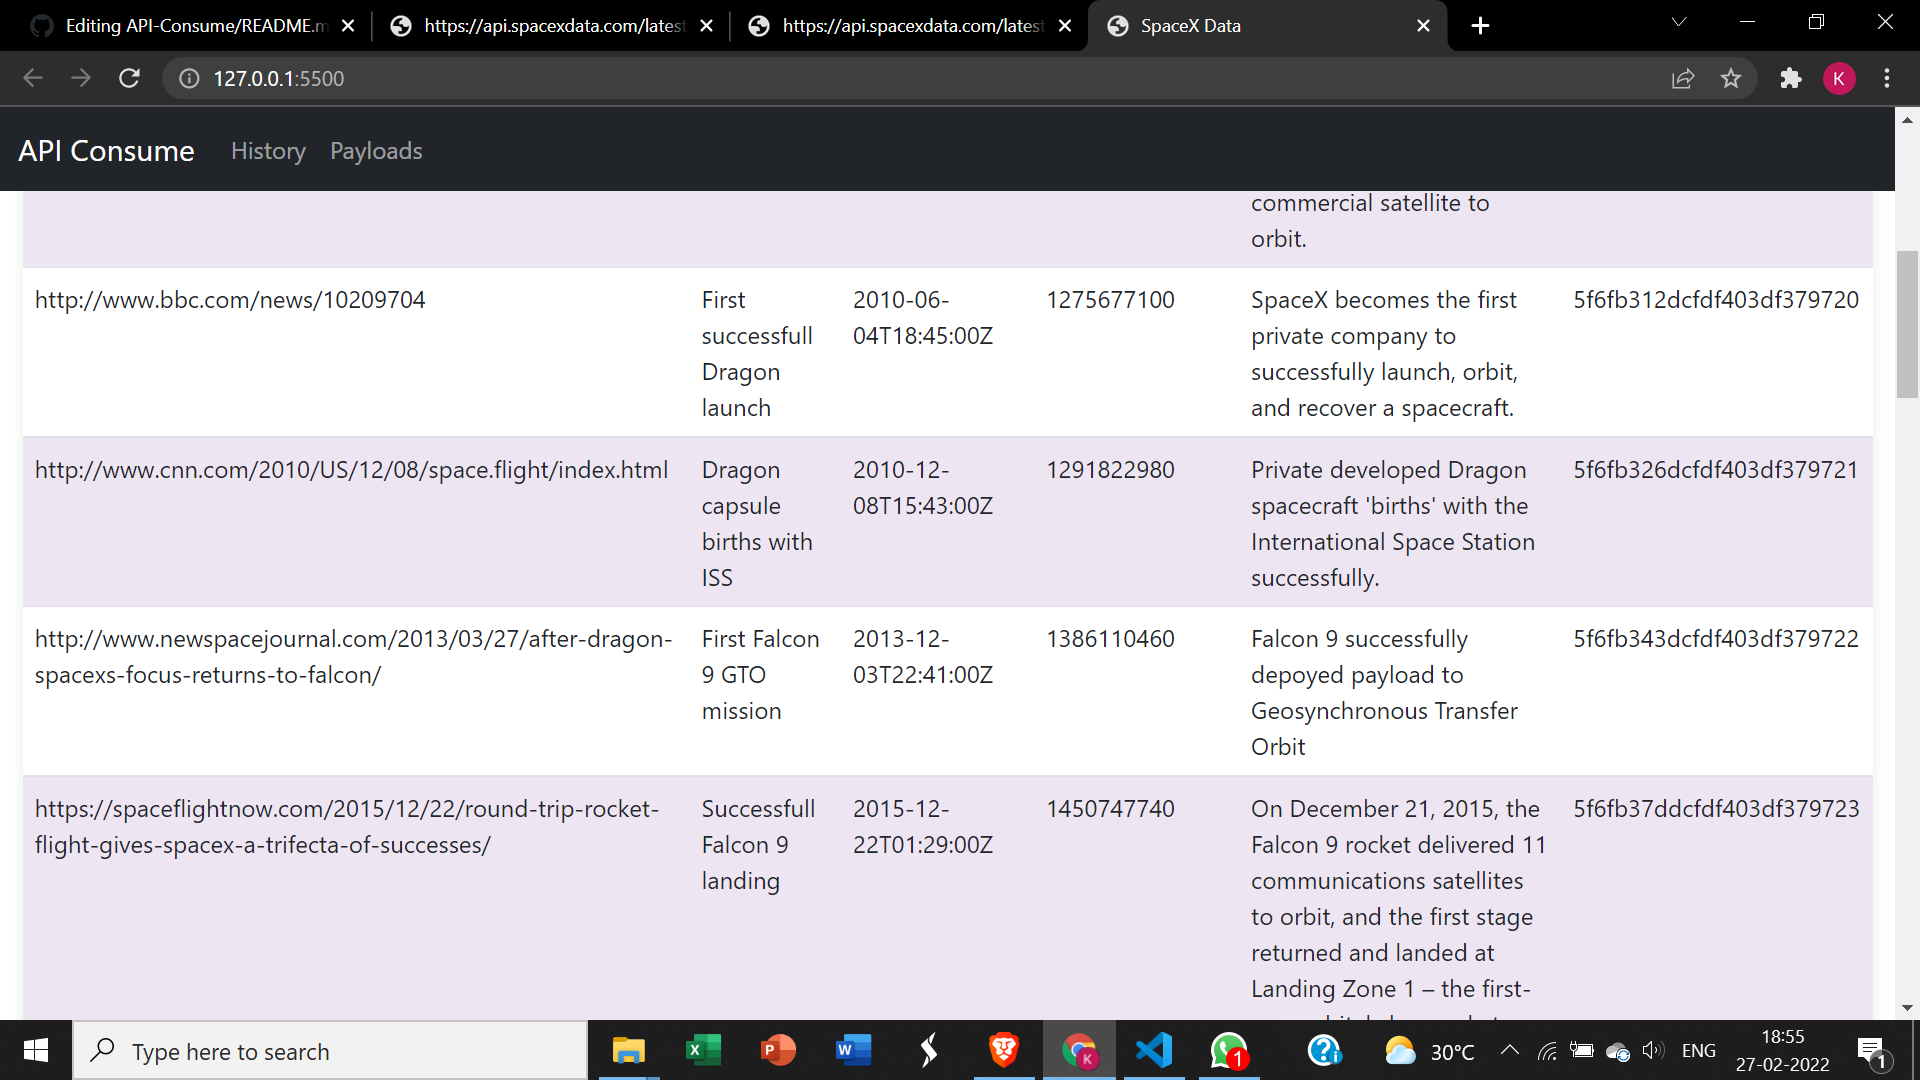 Editing API-Consume/README.m
https://api.spacexdata.com/latest
https://api.spacexdata.com/latest
SpaceX Data
127.0.0.1:5500
K
API Consume
History
Payloads
commercial satellite to
orbit.
http://www.bbc.com/news/10209704
First
successfull
Dragon
launch
2010-06-
04T18:45:00Z
1275677100
SpaceX becomes the first
private company to
successfully launch, orbit,
and recover a spacecraft.
5f6fb312dcfdf403df379720
http://www.cnn.com/2010/US/12/08/space.flight/index.html
Dragon
capsule
births with
ISS
2010-12-
08T15:43:00Z
1291822980
Private developed Dragon
spacecraft 'births' with the
International Space Station
successfully.
5f6fb326dcfdf403df379721
http://www.newspacejournal.com/2013/03/27/after-dragon-
spacexs-focus-returns-to-falcon/
First Falcon
9 GTO
mission
2013-12-
03T22:41:00Z
1386110460
Falcon 9 successfully
depoyed payload to
Geosynchronous Transfer
Orbit
5f6fb343dcfdf403df379722
https://spaceflightnow.com/2015/12/22/round-trip-rocket-
flight-gives-spacex-a-trifecta-of-successes/
Successfull
Falcon 9
landing
2015-12-
22T01:29:00Z
1450747740
On December 21, 2015, the
Falcon 9 rocket delivered 11
communications satellites
to orbit, and the first stage
returned and landed at
Landing Zone 1 – the first-
5f6fb37ddcfdf403df379723
Type here to search
X
P
W
K
1
30°C
ENG
18:55
27-02-2022
1